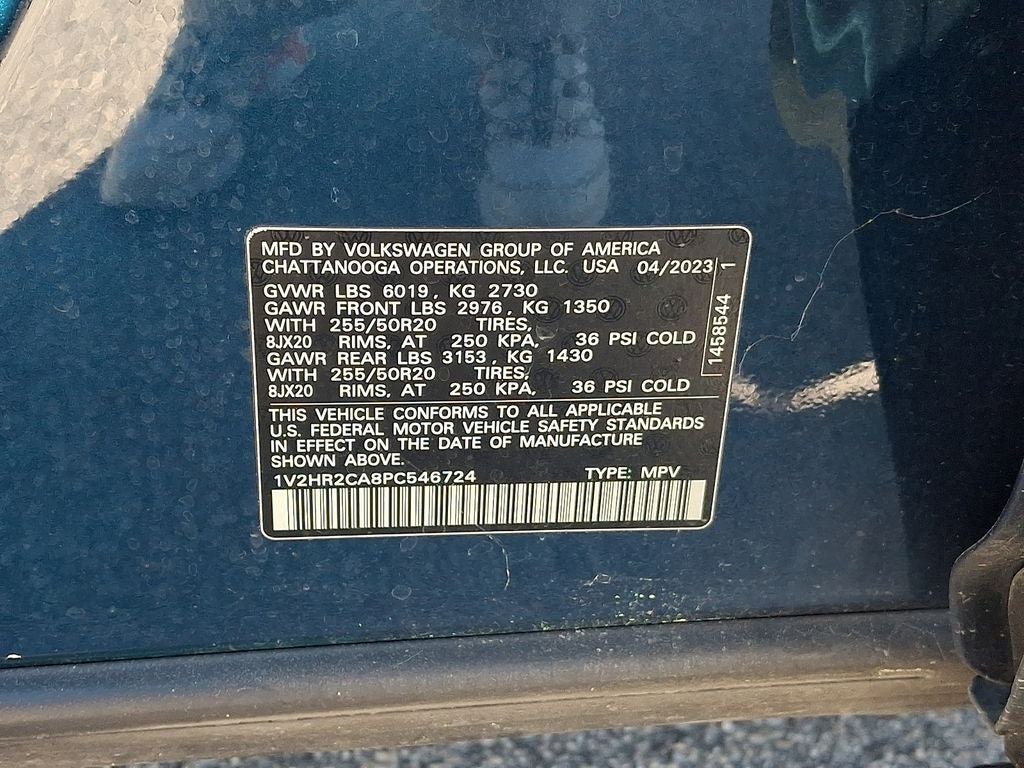 MFD BY VOLKSWAGEN GROUP OF AMERICA
CHATTANOOGA OPERATIONS, LLC. USA 04/2023
GVWR LBS 6019, KG 2730
GAWR FRONT LBS 2976, KG 1350
WITH 255/50R20 TIRES,
8JX20 RIMS, AT 250 KPA, 36 PSI COLD
GAWR REAR LBS 3153, KG 1430
WITH 255/50R20 TIRES,
8JX20 RIMS, AT 250 KPA, 36 PSI COLD
THIS VEHICLE CONFORMS TO ALL APPLICABLE
U.S. FEDERAL MOTOR VEHICLE SAFETY STANDARDS
IN EFFECT ON THE DATE OF MANUFACTURE
SHOWN ABOVE.
1V2HR2CA8PC546724 TYPE: MPV
1458544 1